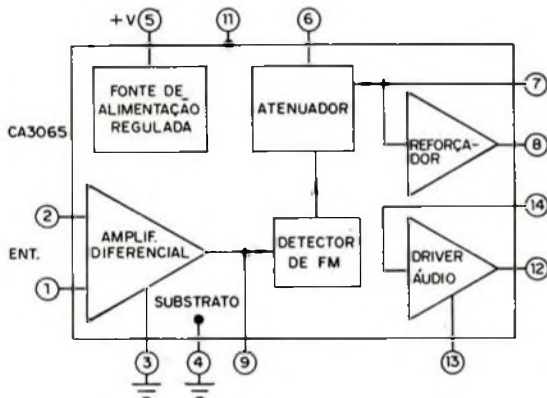 +V 5
11
6
FONTE DE
ALIMENTAÇÃO
REGULADA
ATENUADOR
7
CA3065
REFORÇA-
DOR
8
2
14
AMPLIF.
DIFERENCIAL
DETECTOR
DE FM
DRIVER
ÁUDIO
12
ENT.
1
SUBSTRATO
3
4
9
13